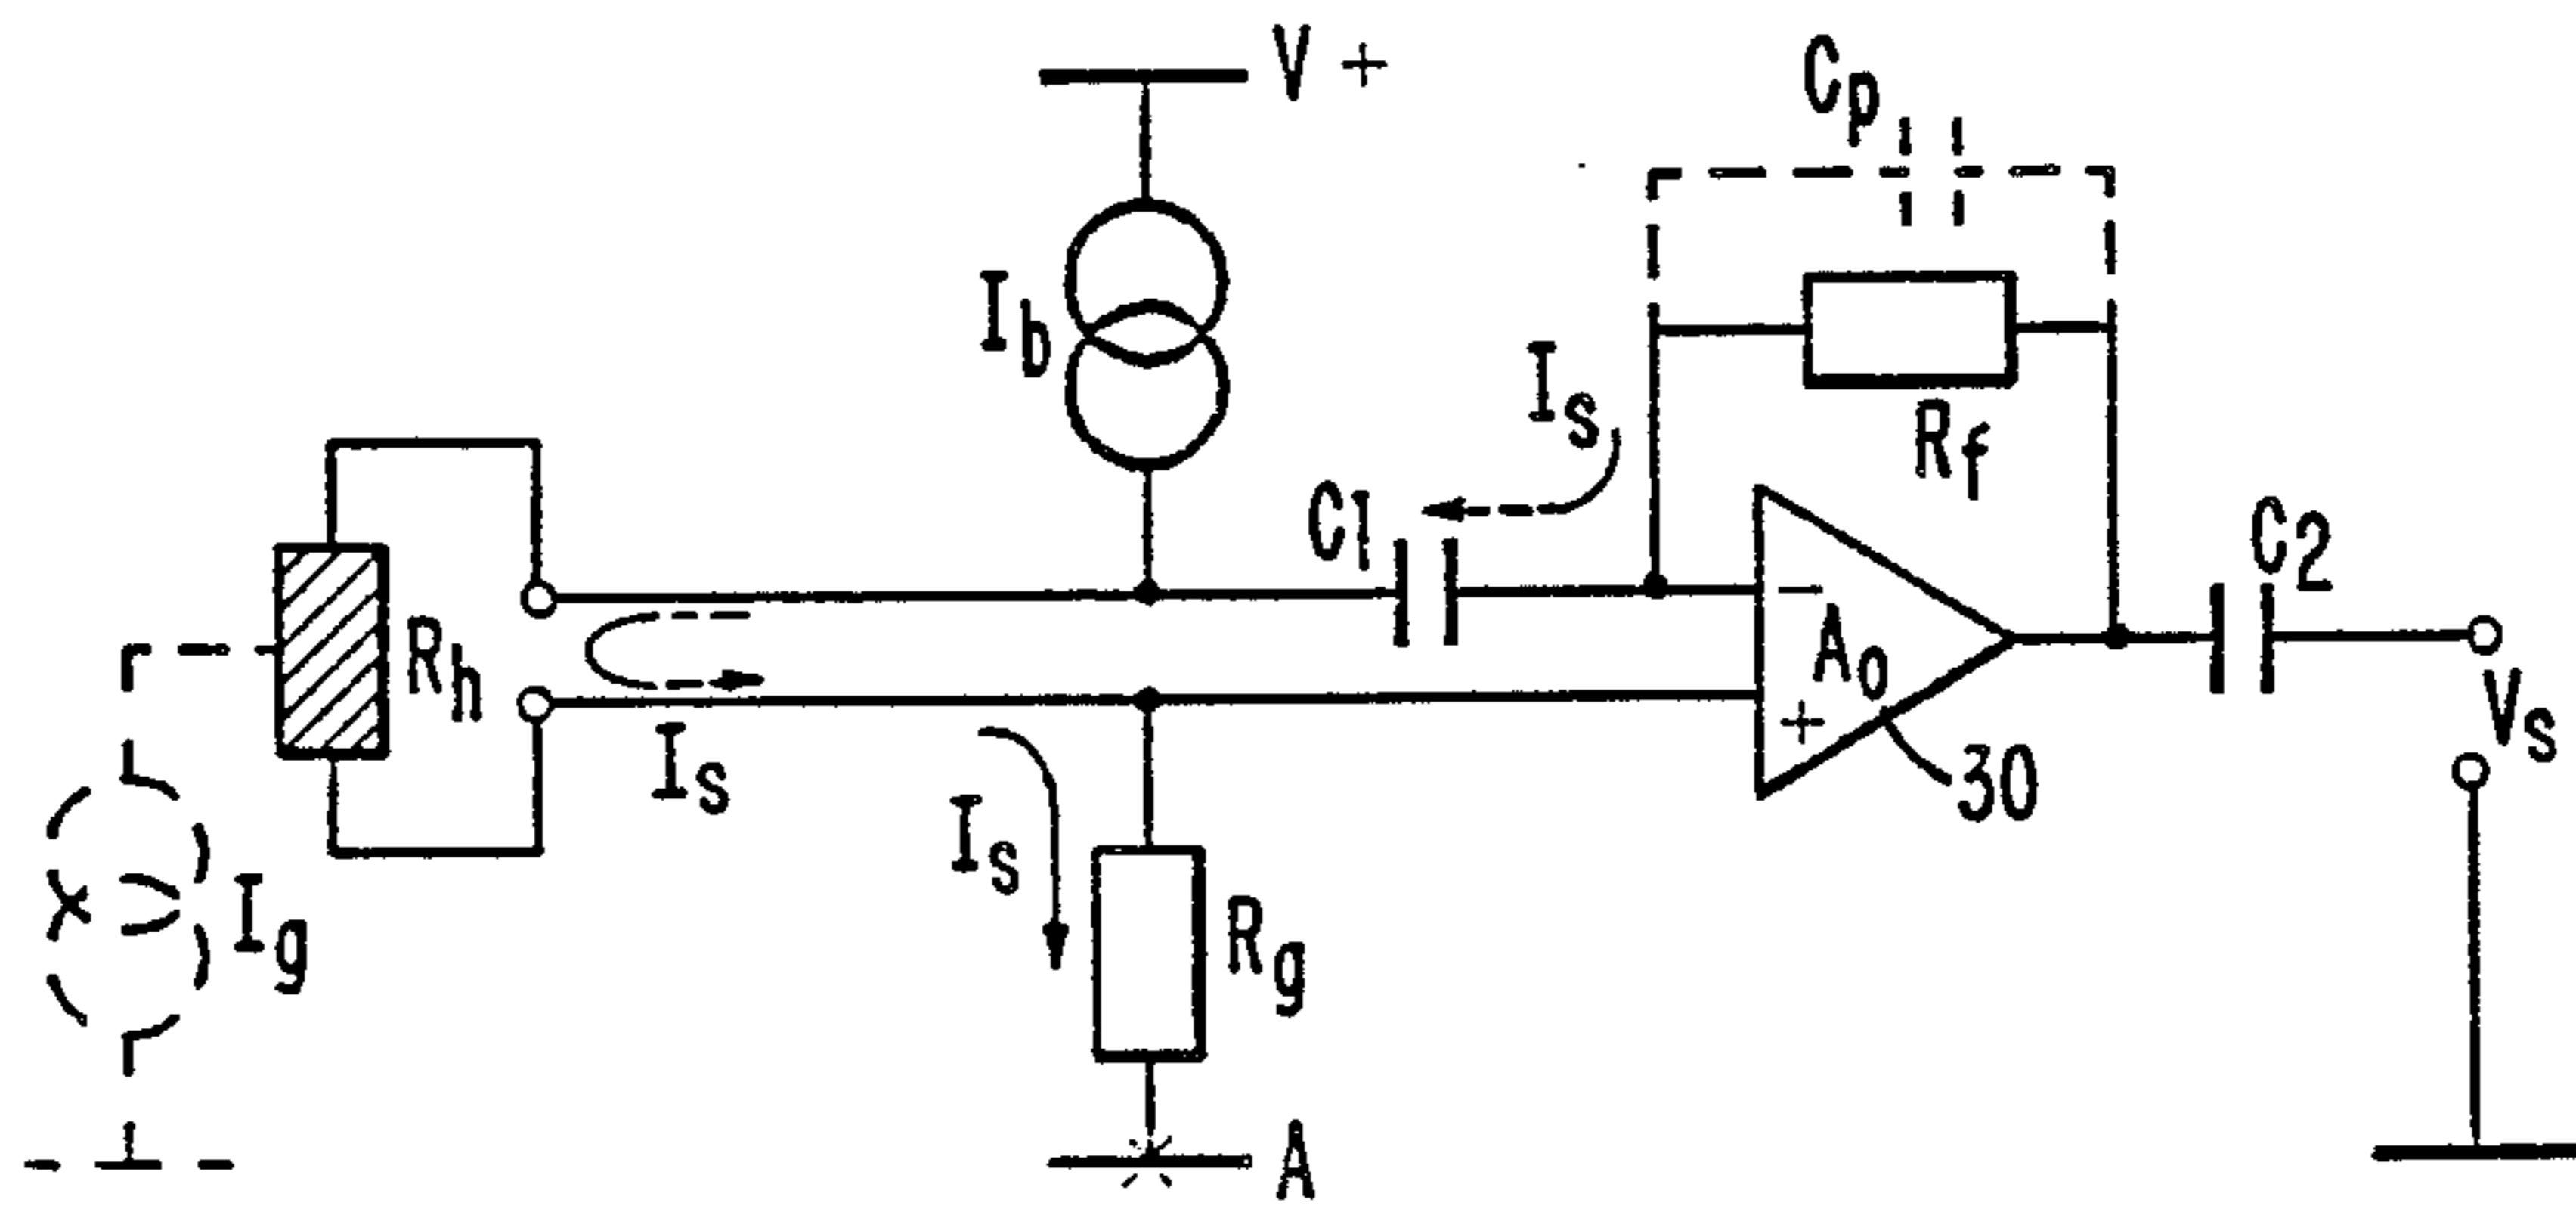 V +
Cp
Ib
Is
Rf
C1
C2
Rh
−
A0
+
Vs
Is
30
Is
Ig
Rg
A